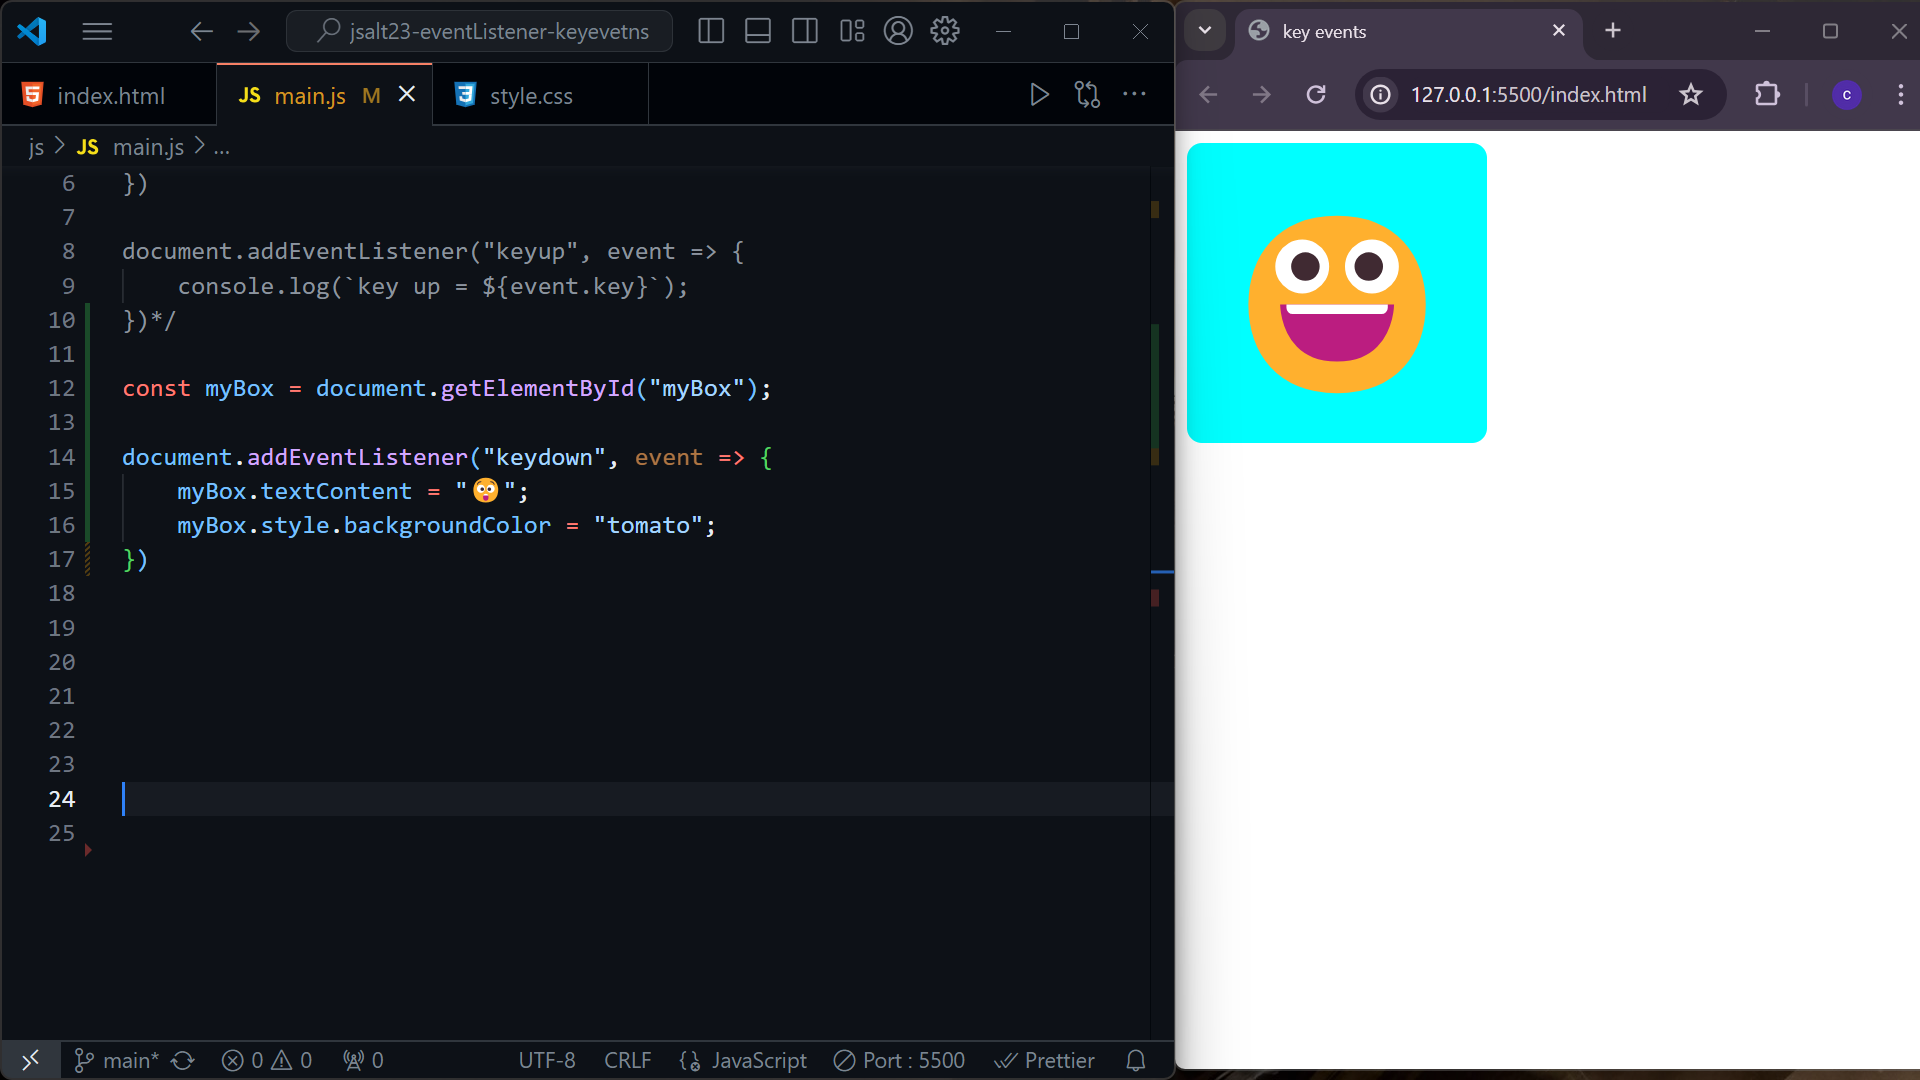 jsalt23-eventListener-keyevetns
index.html
JS main.js M
style.css
js > JS main.js > ...
6 })
7
8 document.addEventListener("keyup", event => {
9 console.log(`key up = ${event.key}`);
10 })*/
11
12 const myBox = document.getElementById("myBox");
13
14 document.addEventListener("keydown", event => {
15 myBox.textContent = "😳";
16 myBox.style.backgroundColor = "tomato";
17 })
18
19
20
21
22
23
24
25
main* 0 0 0 UTF-8 CRLF {} JavaScript Port : 5500 Prettier
key events
127.0.0.1:5500/index.html
c